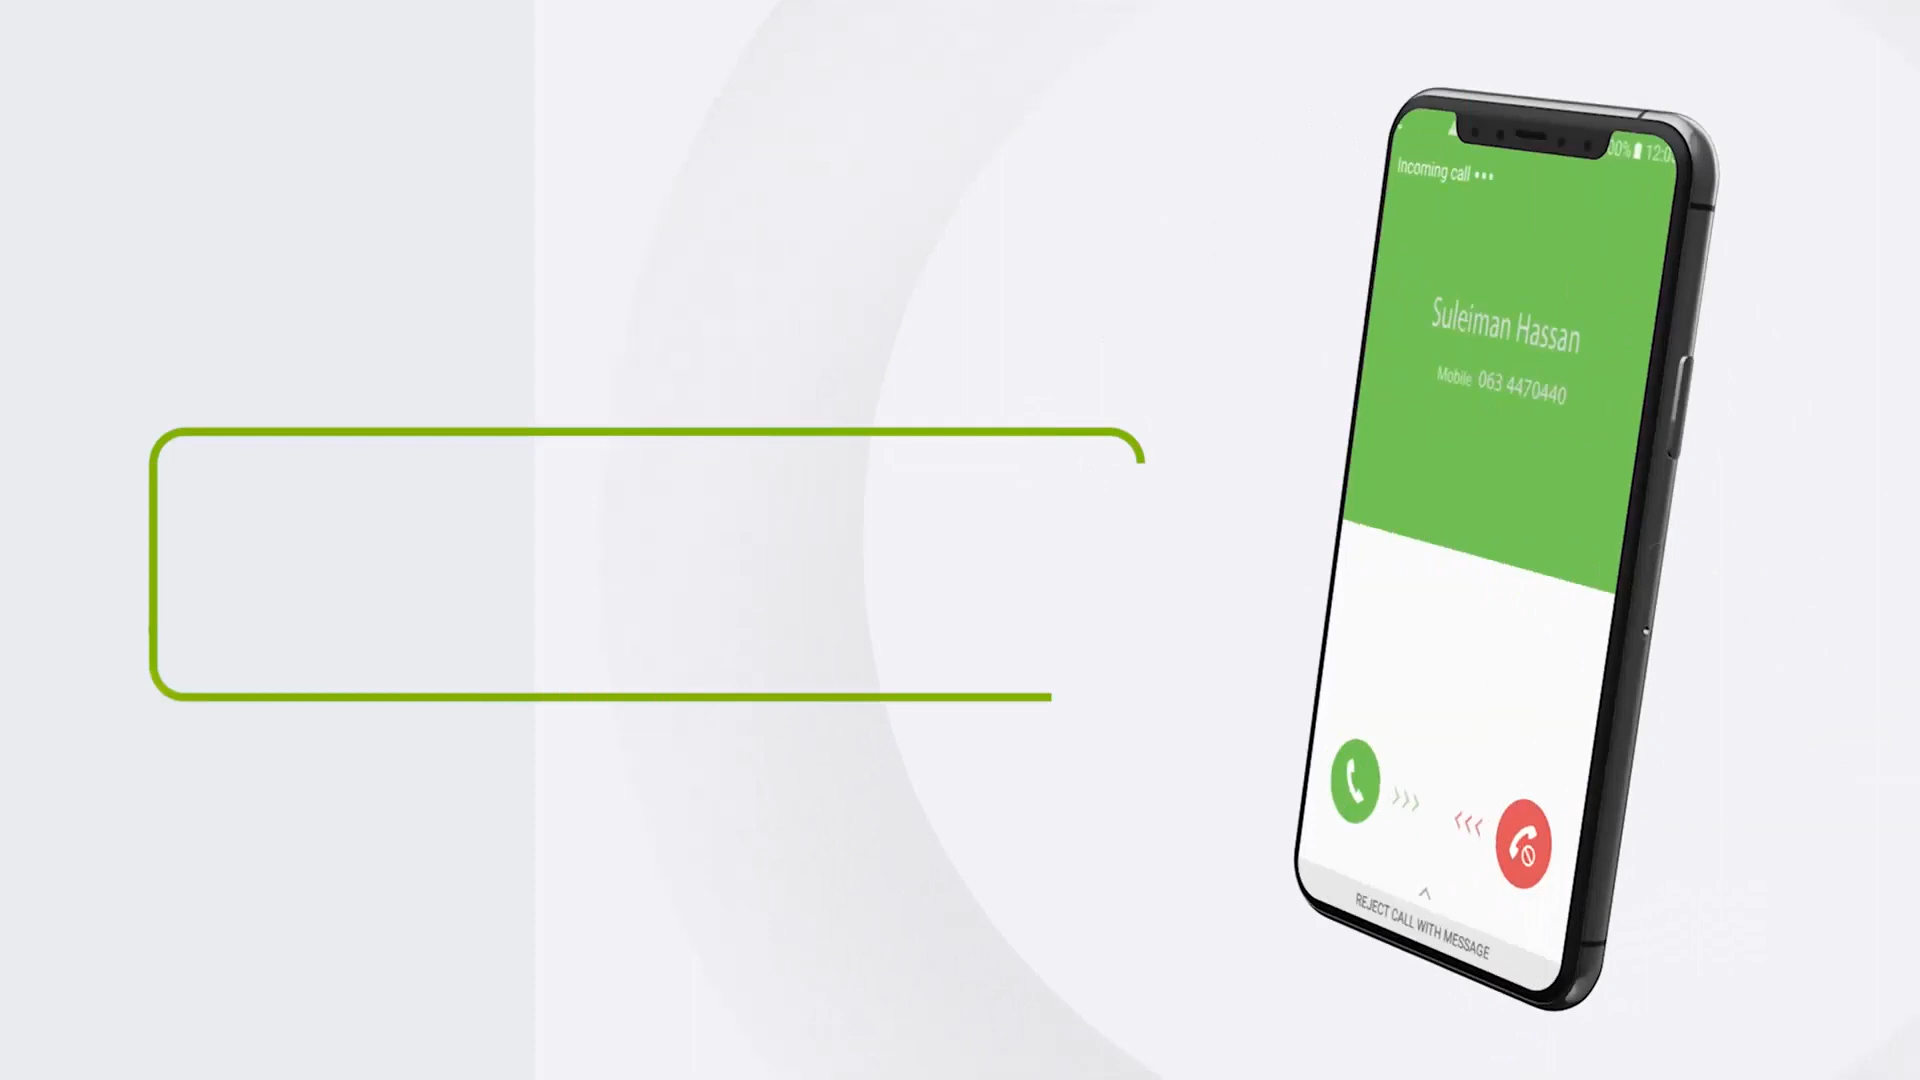 Incoming call •••
Suleiman Hassan
Mobile 063 4470440
REJECT CALL WITH MESSAGE